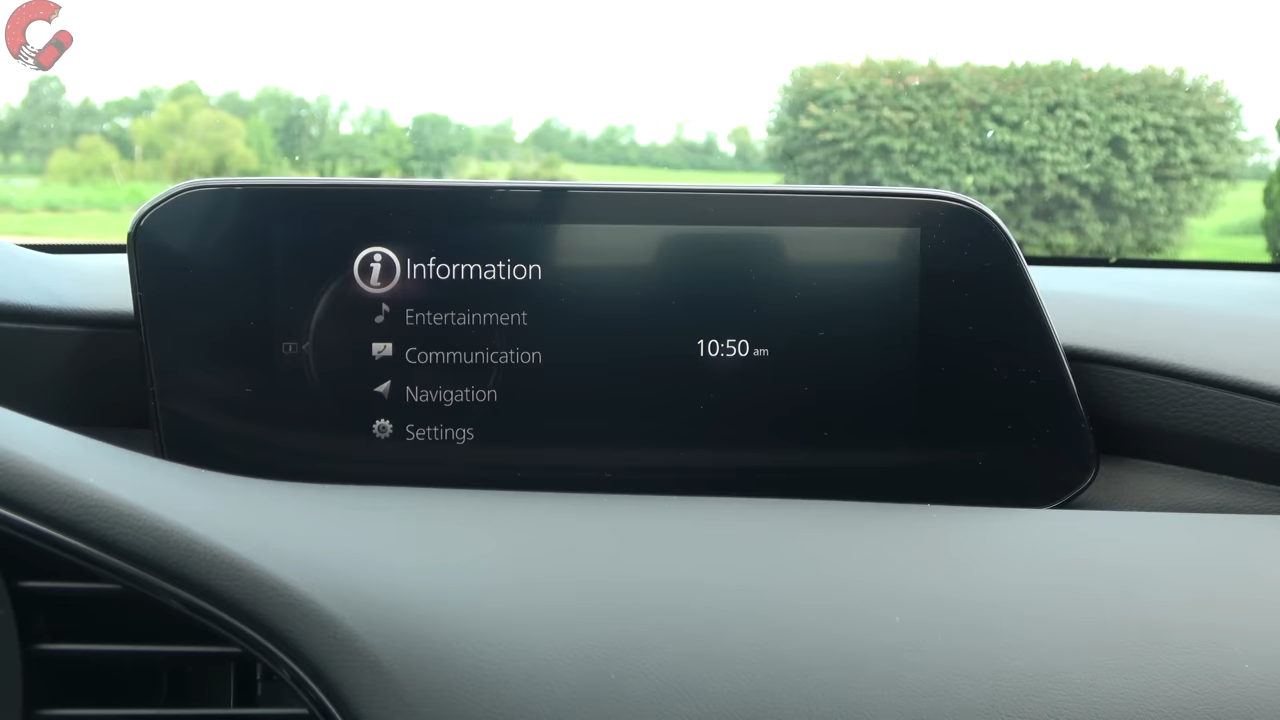 Information
Entertainment
Communication
Navigation
Settings
10:50 am